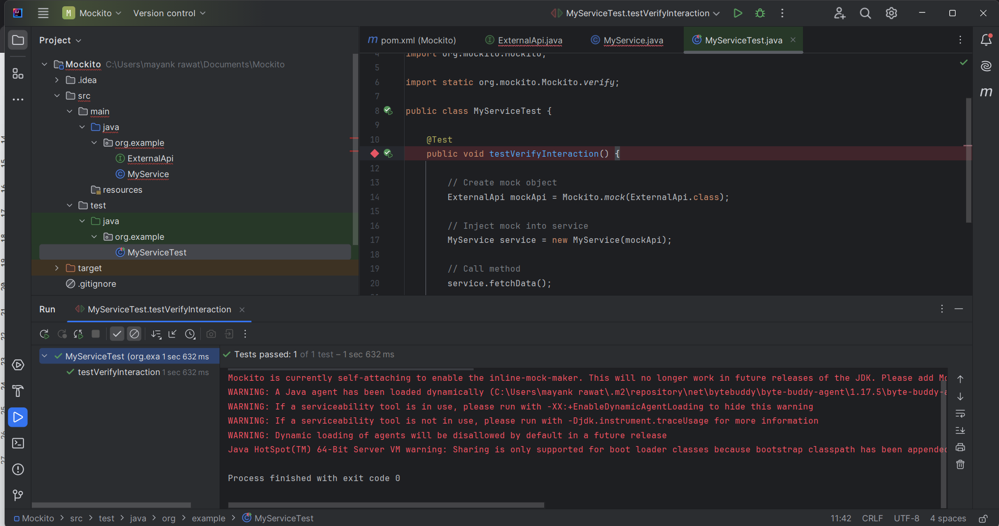 M Mockito Version control MyServiceTest.testVerifyInteraction
Project
Mockito C:\Users\mayank rawat\Documents\Mockito
.idea
src
main
java
org.example
ExternalApi
MyService
resources
test
java
org.example
MyServiceTest
target
.gitignore
m pom.xml (Mockito) ExternalApi.java MyService.java MyServiceTest.java
4 import org.mockito.Mockito;
5
6 import static org.mockito.Mockito.verify;
7
8 public class MyServiceTest {
9
10 @Test
public void testVerifyInteraction() {
12
13 // Create mock object
14 ExternalApi mockApi = Mockito.mock(ExternalApi.class);
15
16 // Inject mock into service
17 MyService service = new MyService(mockApi);
18
19 // Call method
20 service.fetchData();
m
Run MyServiceTest.testVerifyInteraction
MyServiceTest (org.exa 1 sec 632 ms
testVerifyInteraction 1 sec 632 ms
Tests passed: 1 of 1 test – 1 sec 632 ms
Mockito is currently self-attaching to enable the inline-mock-maker. This will no longer work in future releases of the JDK. Please add Mo
WARNING: A Java agent has been loaded dynamically (C:\Users\mayank rawat\.m2\repository\net\bytebuddy\byte-buddy-agent\1.17.5\byte-buddy-a
WARNING: If a serviceability tool is in use, please run with -XX:+EnableDynamicAgentLoading to hide this warning
WARNING: If a serviceability tool is not in use, please run with -Djdk.instrument.traceUsage for more information
WARNING: Dynamic loading of agents will be disallowed by default in a future release
Java HotSpot(TM) 64-Bit Server VM warning: Sharing is only supported for boot loader classes because bootstrap classpath has been appended
Process finished with exit code 0
Mockito > src > test > java > org > example > MyServiceTest
11:42 CRLF UTF-8 4 spaces